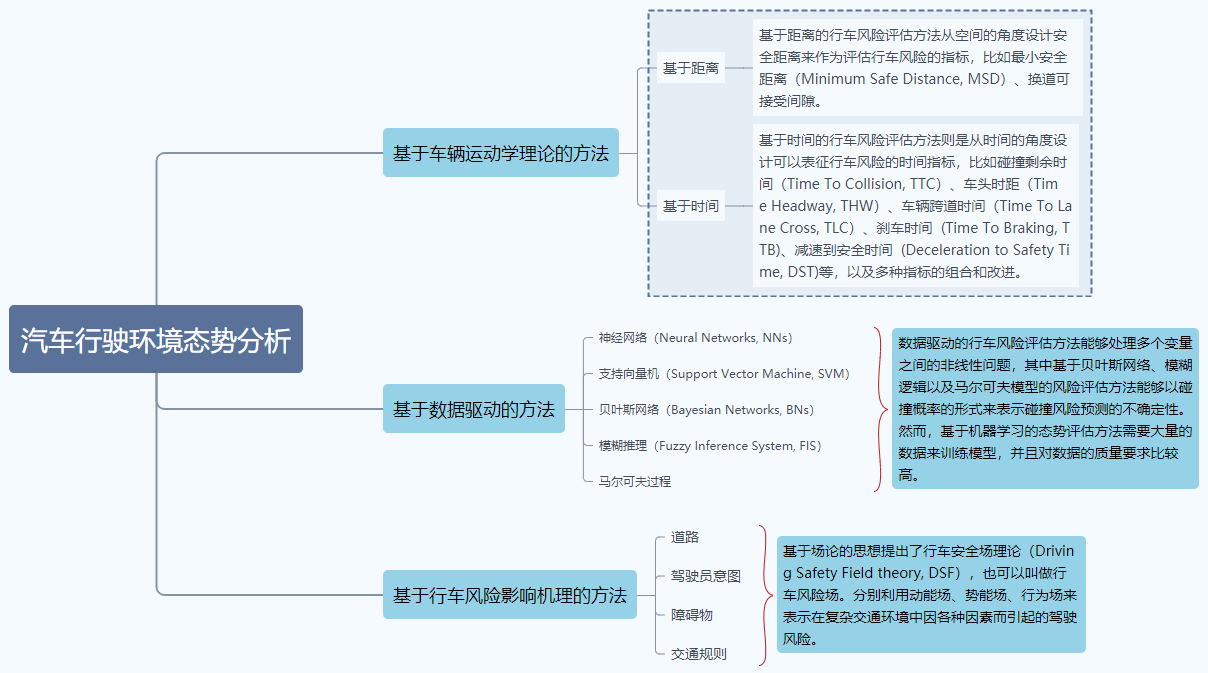 汽车行驶环境态势分析
基于车辆运动学理论的方法
基于距离
基于距离的行车风险评估方法从空间的角度设计安
全距离来作为评估行车风险的指标，比如最小安全
距离（Minimum Safe Distance, MSD）、换道可
接受间隙。
基于时间
基于时间的行车风险评估方法则是从时间的角度设
计可以表征行车风险的时间指标，比如碰撞剩余时
间（Time To Collision, TTC）、车头时距（Tim
e Headway, THW）、车辆跨道时间（Time To La
ne Cross, TLC）、刹车时间（Time To Braking, T
TB)、减速到安全时间（Deceleration to Safety Ti
me, DST)等，以及多种指标的组合和改进。
基于数据驱动的方法
神经网络（Neural Networks, NNs）
支持向量机（Support Vector Machine, SVM）
贝叶斯网络（Bayesian Networks, BNs）
模糊推理（Fuzzy Inference System, FIS）
马尔可夫过程
数据驱动的行车风险评估方法能够处理多个变量
之间的非线性问题，其中基于贝叶斯网络、模糊
逻辑以及马尔可夫模型的风险评估方法能够以碰
撞概率的形式来表示碰撞风险预测的不确定性。
然而，基于机器学习的态势评估方法需要大量的
数据来训练模型，并且对数据的质量要求比较
高。
基于行车风险影响机理的方法
道路
驾驶员意图
障碍物
交通规则
基于场论的思想提出了行车安全场理论（Drivin
g Safety Field theory, DSF），也可以叫做行
车风险场。分别利用动能场、势能场、行为场来
表示在复杂交通环境中因各种因素而引起的驾驶
风险。